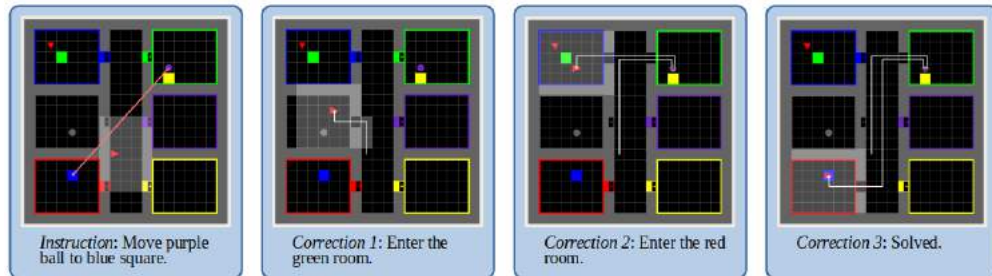 Instruction: Move purple
ball to blue square.
Correction 1: Enter the
green room.
Correction 2: Enter the red
room.
Correction 3: Solved.